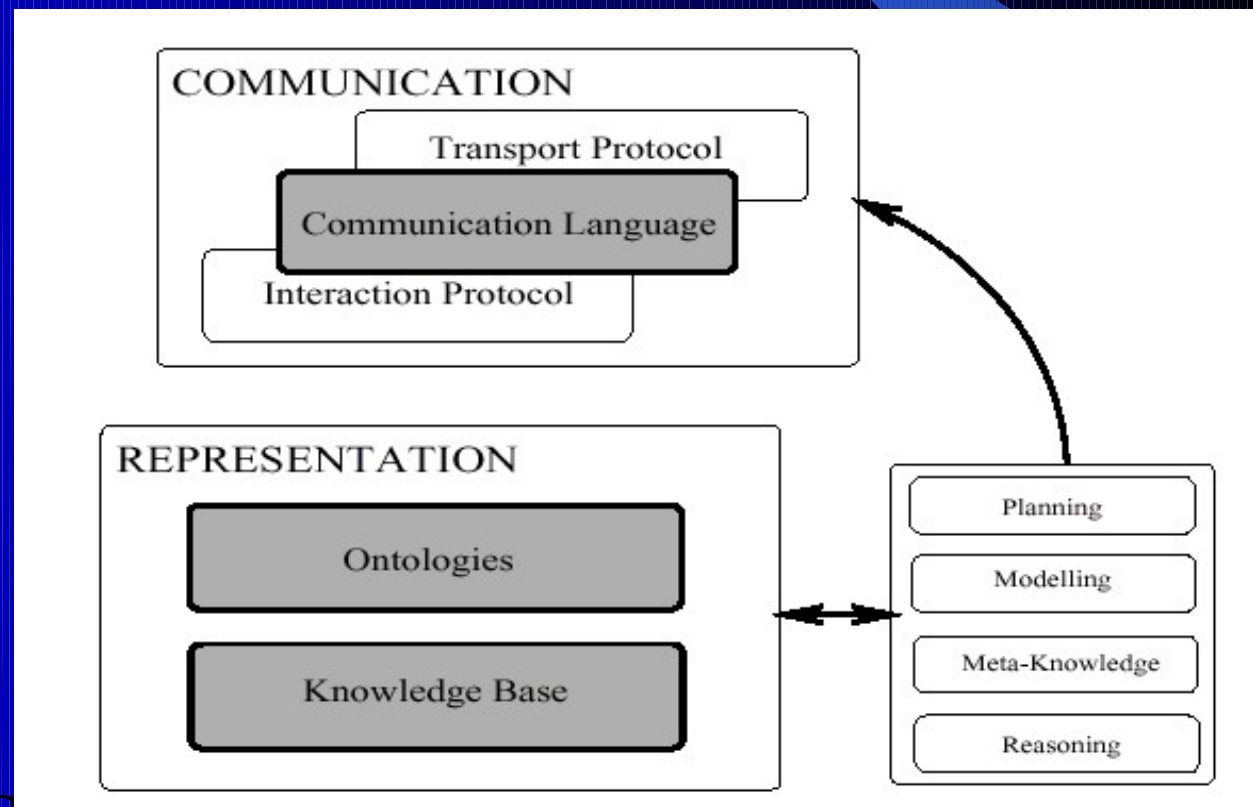 COMMUNICATION
Transport Protocol
Communication Language
Interaction Protocol
REPRESENTATION
Ontologies
Knowledge Base
Planning
Modelling
Meta-Knowledge
Reasoning